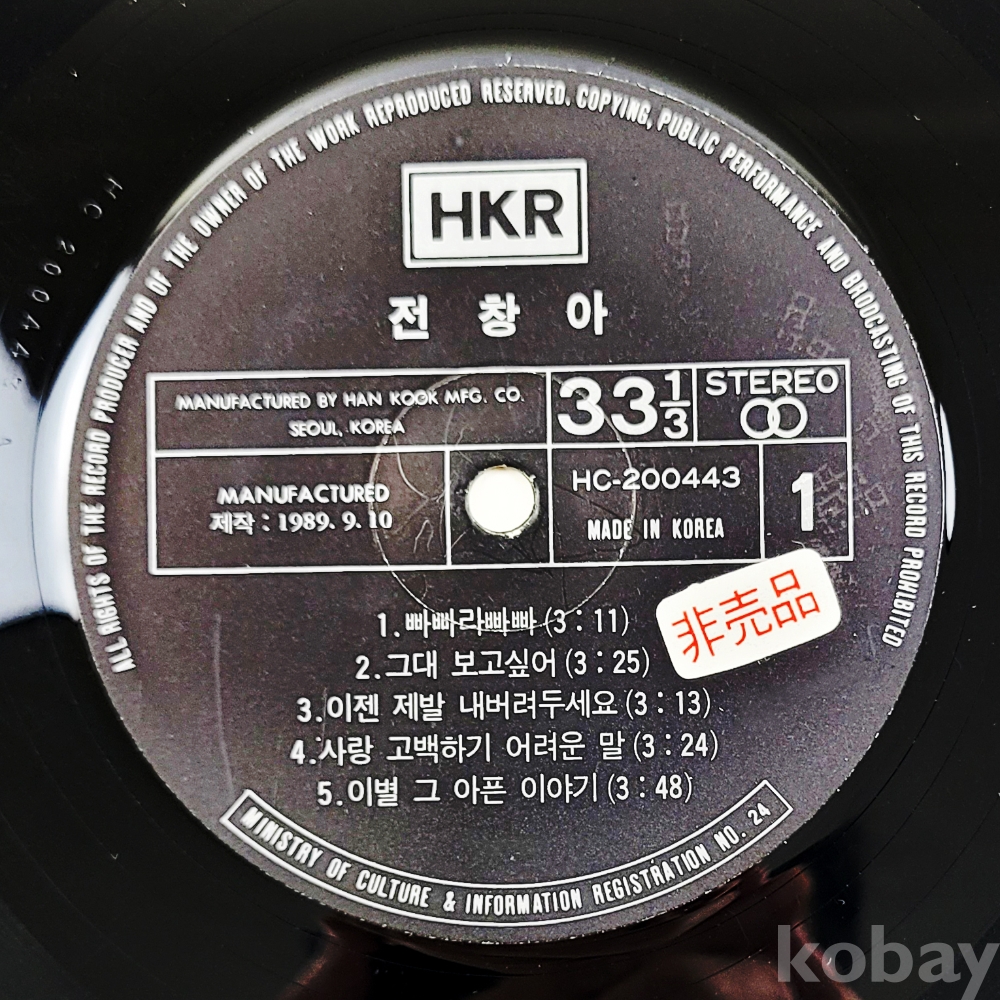 ALL RIGHTS OF THE RECORD PRODUCER AND OF THE OWNER OF THE WORK REPRODUCED RESERVED. COPYING, PUBLIC PERFORMANCE AND BRODCASTING OF THIS RECORD PROHIBITED
HKR
전 창 아
MANUFACTURED BY HAN KOOK MFG. CO.
SEOUL, KOREA
33 1/3
STEREO
MANUFACTURED
제작 : 1989. 9. 10
HC-200443
MADE IN KOREA
1
非売品
1. 빠빠라빠빠 (3 : 11)
2. 그대 보고싶어 (3 : 25)
3. 이젠 제발 내버려두세요 (3 : 13)
4. 사랑 고백하기 어려운 말 (3 : 24)
5. 이별 그 아픈 이야기 (3 : 48)
MINISTRY OF CULTURE & INFORMATION REGISTRATION NO. 24
HC 2004
kobay